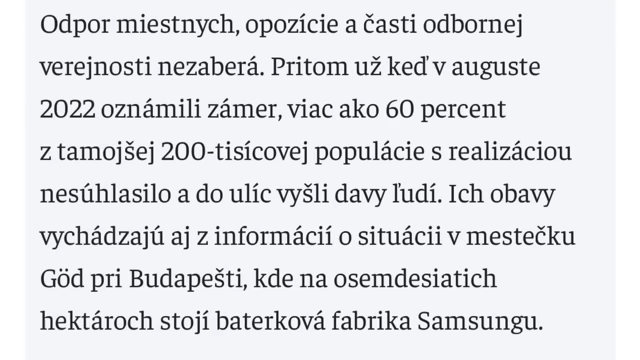 Odpor miestnych, opozície a časti odbornej
verejnosti nezaberá. Pritom už keď v auguste
2022 oznámili zámer, viac ako 60 percent
z tamojšej 200-tisícovej populácie s realizáciou
nesúhlasilo a do ulíc vyšli davy ľudí. Ich obavy
vychádzajú aj z informácií o situácii v mestečku
Göd pri Budapešti, kde na osemdesiatich
hektároch stojí baterková fabrika Samsungu.